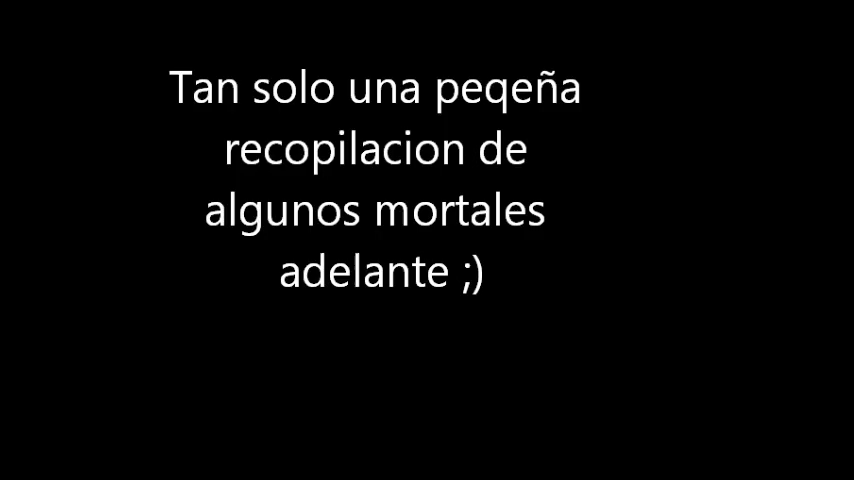 Tan solo una peqeña
recopilacion de
algunos mortales
adelante ;)